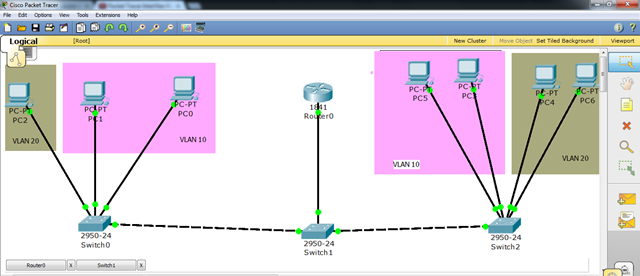 Cisco Packet Tracer
File Edit Options View Tools Extensions Help
Logical [Root] New Cluster Move Object Set Tiled Background Viewport
PC-PT
PC2
PC-PT
PC1
PC-PT
PC0
VLAN 20
VLAN 10
1841
Router0
PC-PT
PC5
PC-PT
PC3
PC-PT
PC4
PC-PT
PC6
VLAN 10
VLAN 20
2950-24
Switch0
2950-24
Switch1
2950-24
Switch2
Router0 X Switch1 X